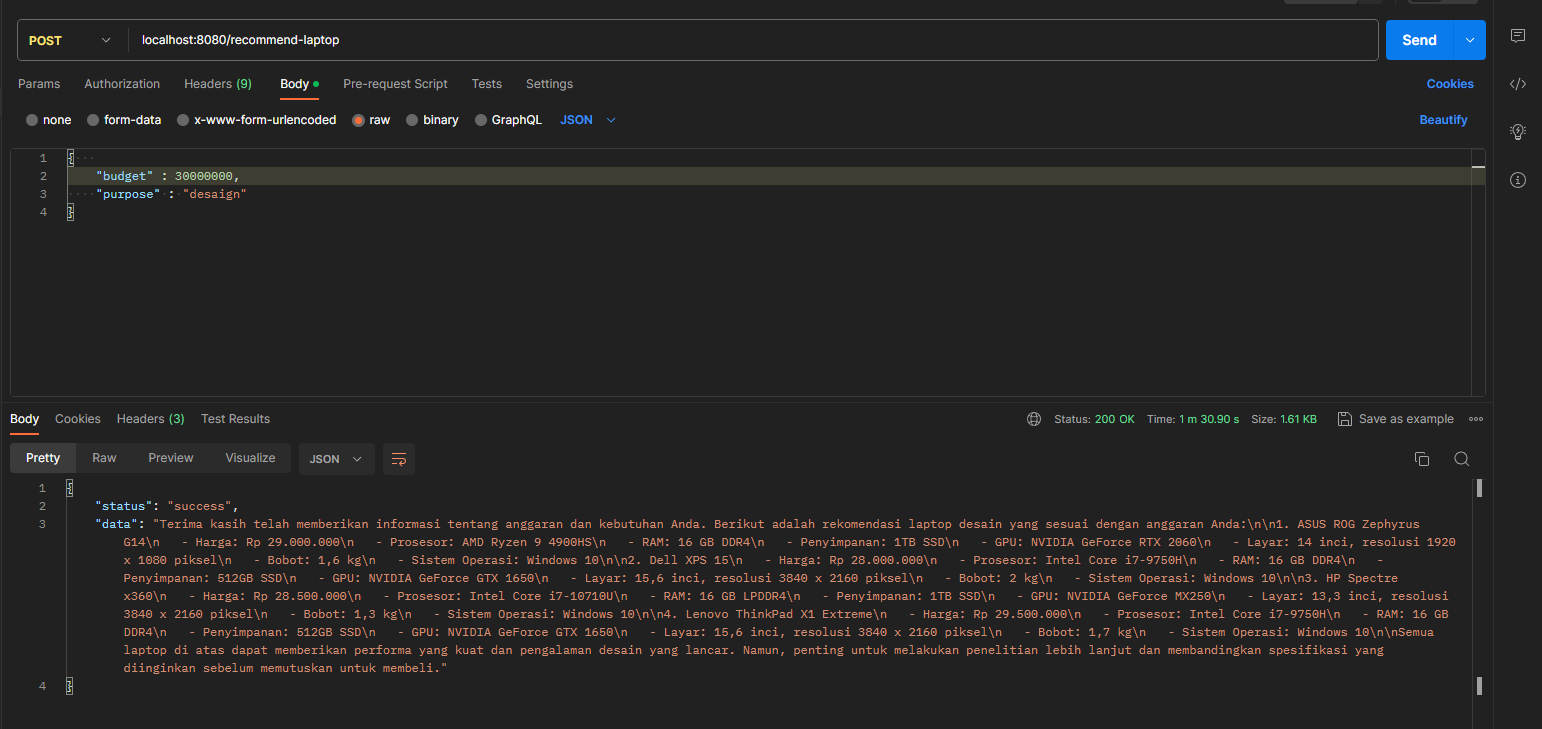 POST localhost:8080/recommend-laptop Send
Params Authorization Headers (9) Body Pre-request Script Tests Settings Cookies
none form-data x-www-form-urlencoded raw binary GraphQL JSON Beautify
1 {
2 "budget" : 30000000,
3 "purpose" : "desaign"
4 }
Body Cookies Headers (3) Test Results Status: 200 OK Time: 1 m 30.90 s Size: 1.61 KB Save as example
Pretty Raw Preview Visualize JSON
1 {
2 "status": "success",
3 "data": "Terima kasih telah memberikan informasi tentang anggaran dan kebutuhan Anda. Berikut adalah rekomendasi laptop desain yang sesuai dengan anggaran Anda:\n\n1. ASUS ROG Zephyrus
G14\n   - Harga: Rp 29.000.000\n   - Prosesor: AMD Ryzen 9 4900HS\n   - RAM: 16 GB DDR4\n   - Penyimpanan: 1TB SSD\n   - GPU: NVIDIA GeForce RTX 2060\n   - Layar: 14 inci, resolusi 1920
x 1080 piksel\n   - Bobot: 1,6 kg\n   - Sistem Operasi: Windows 10\n\n2. Dell XPS 15\n   - Harga: Rp 28.000.000\n   - Prosesor: Intel Core i7-9750H\n   - RAM: 16 GB DDR4\n   -
Penyimpanan: 512GB SSD\n   - GPU: NVIDIA GeForce GTX 1650\n   - Layar: 15,6 inci, resolusi 3840 x 2160 piksel\n   - Bobot: 2 kg\n   - Sistem Operasi: Windows 10\n\n3. HP Spectre
x360\n   - Harga: Rp 28.500.000\n   - Prosesor: Intel Core i7-10710U\n   - RAM: 16 GB LPDDR4\n   - Penyimpanan: 1TB SSD\n   - GPU: NVIDIA GeForce MX250\n   - Layar: 13,3 inci, resolusi
3840 x 2160 piksel\n   - Bobot: 1,3 kg\n   - Sistem Operasi: Windows 10\n\n4. Lenovo ThinkPad X1 Extreme\n   - Harga: Rp 29.500.000\n   - Prosesor: Intel Core i7-9750H\n   - RAM: 16 GB
DDR4\n   - Penyimpanan: 512GB SSD\n   - GPU: NVIDIA GeForce GTX 1650\n   - Layar: 15,6 inci, resolusi 3840 x 2160 piksel\n   - Bobot: 1,7 kg\n   - Sistem Operasi: Windows 10\n\nSemua
laptop di atas dapat memberikan performa yang kuat dan pengalaman desain yang lancar. Namun, penting untuk melakukan penelitian lebih lanjut dan membandingkan spesifikasi yang
diinginkan sebelum memutuskan untuk membeli."
4 }